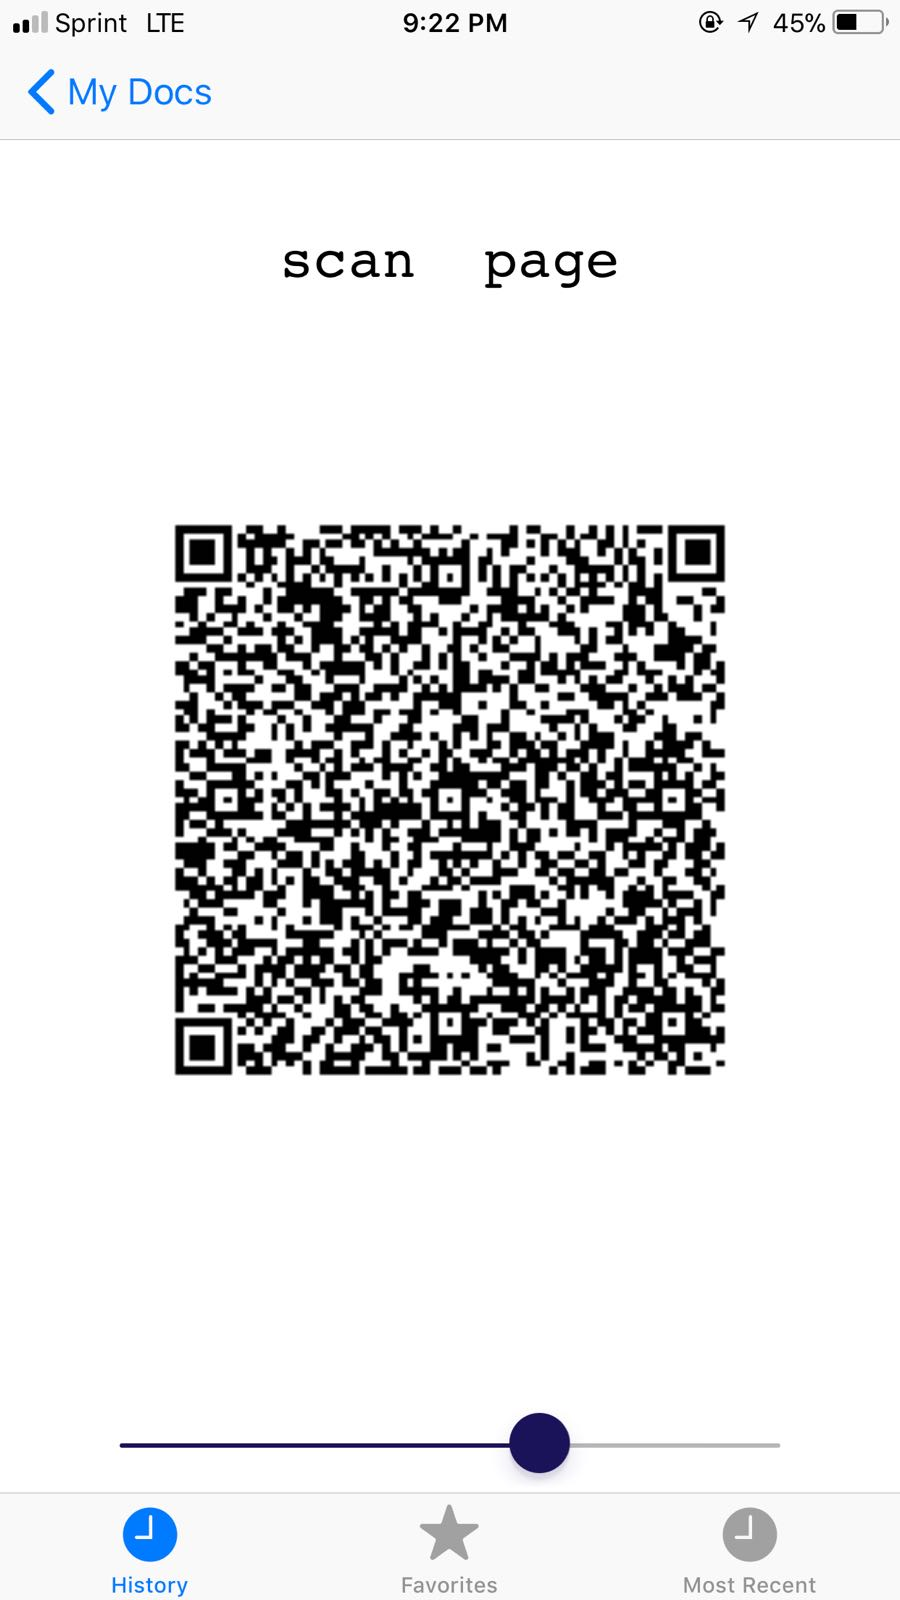 Sprint LTE 9:22 PM 45%
My Docs
scan page
History Favorites Most Recent